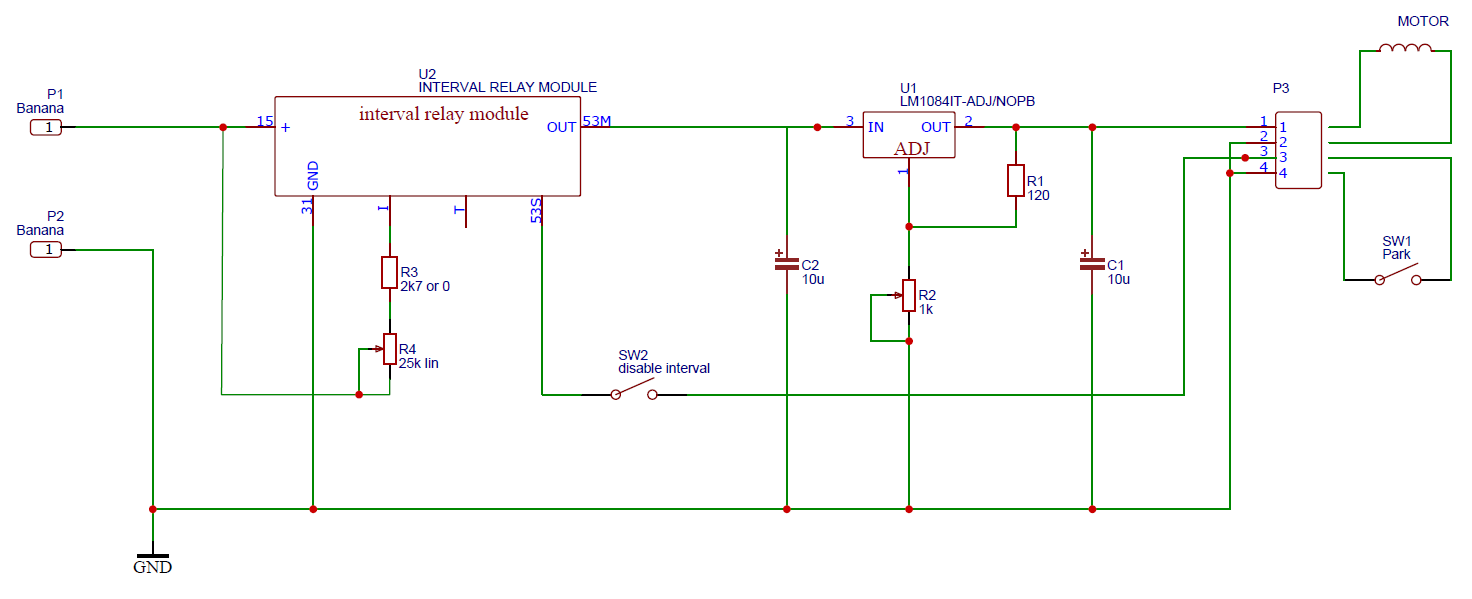 MOTOR
U2
INTERVAL RELAY MODULE
U1
LM1084IT-ADJ/NOPB
P3
P1
Banana
1
15
+
interval relay module
OUT
53M
3
IN
OUT
2
ADJ
1
1
1
2
2
3
3
4
4
GND
31
I
T
53S
R1
120
P2
Banana
1
R3
2k7 or 0
C2
10u
R2
1k
C1
10u
SW1
Park
R4
25k lin
SW2
disable interval
GND